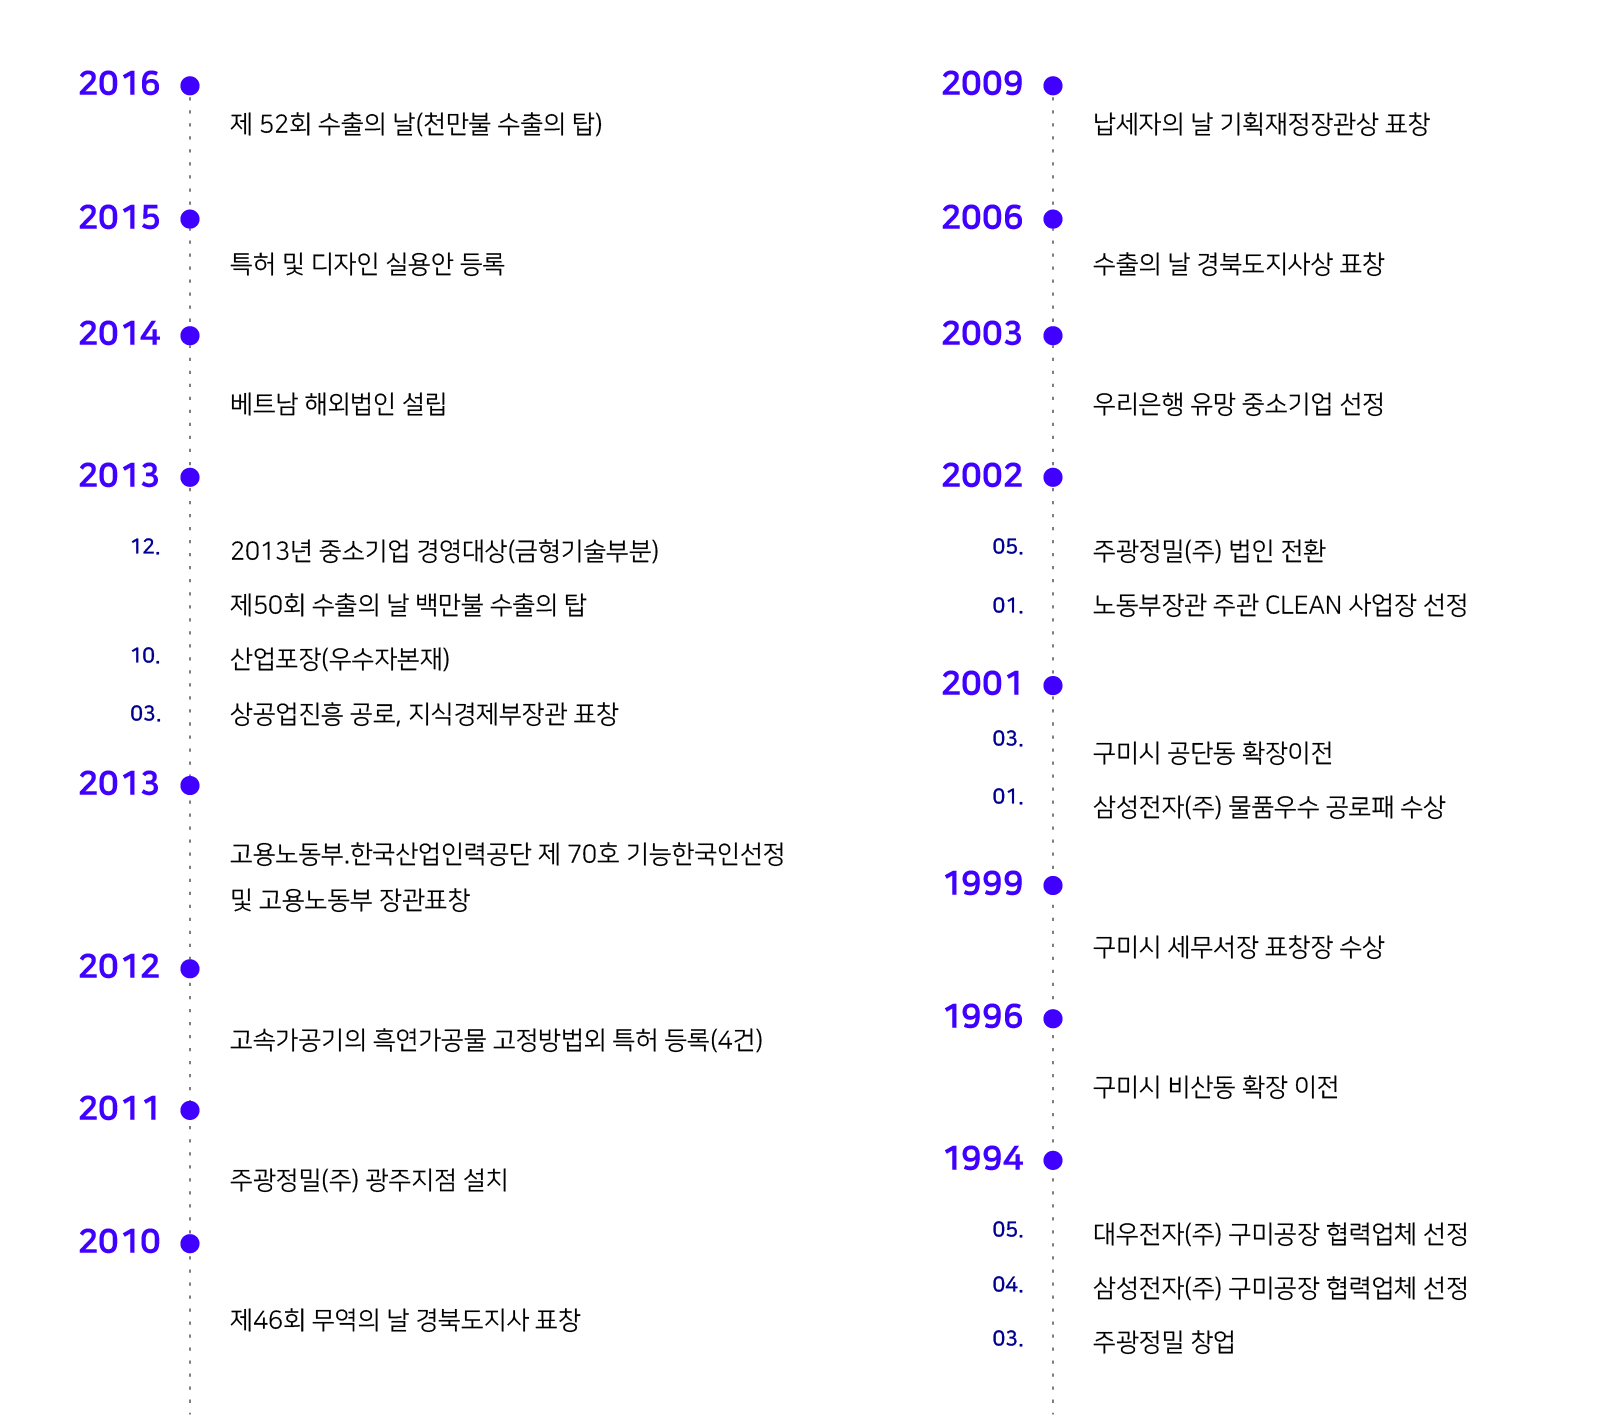 2016
제 52회 수출의 날(천만불 수출의 탑)
2015
특허 및 디자인 실용안 등록
2014
베트남 해외법인 설립
2013
12. 2013년 중소기업 경영대상(금형기술부분)
제50회 수출의 날 백만불 수출의 탑
10. 산업포장(우수자본재)
03. 상공업진흥 공로, 지식경제부장관 표창
2013
고용노동부.한국산업인력공단 제 70호 기능한국인선정
및 고용노동부 장관표창
2012
고속가공기의 흑연가공물 고정방법외 특허 등록(4건)
2011
주광정밀(주) 광주지점 설치
2010
제46회 무역의 날 경북도지사 표창
2009
납세자의 날 기획재정장관상 표창
2006
수출의 날 경북도지사상 표창
2003
우리은행 유망 중소기업 선정
2002
05. 주광정밀(주) 법인 전환
01. 노동부장관 주관 CLEAN 사업장 선정
2001
03. 구미시 공단동 확장이전
01. 삼성전자(주) 물품우수 공로패 수상
1999
구미시 세무서장 표창장 수상
1996
구미시 비산동 확장 이전
1994
05. 대우전자(주) 구미공장 협력업체 선정
04. 삼성전자(주) 구미공장 협력업체 선정
03. 주광정밀 창업